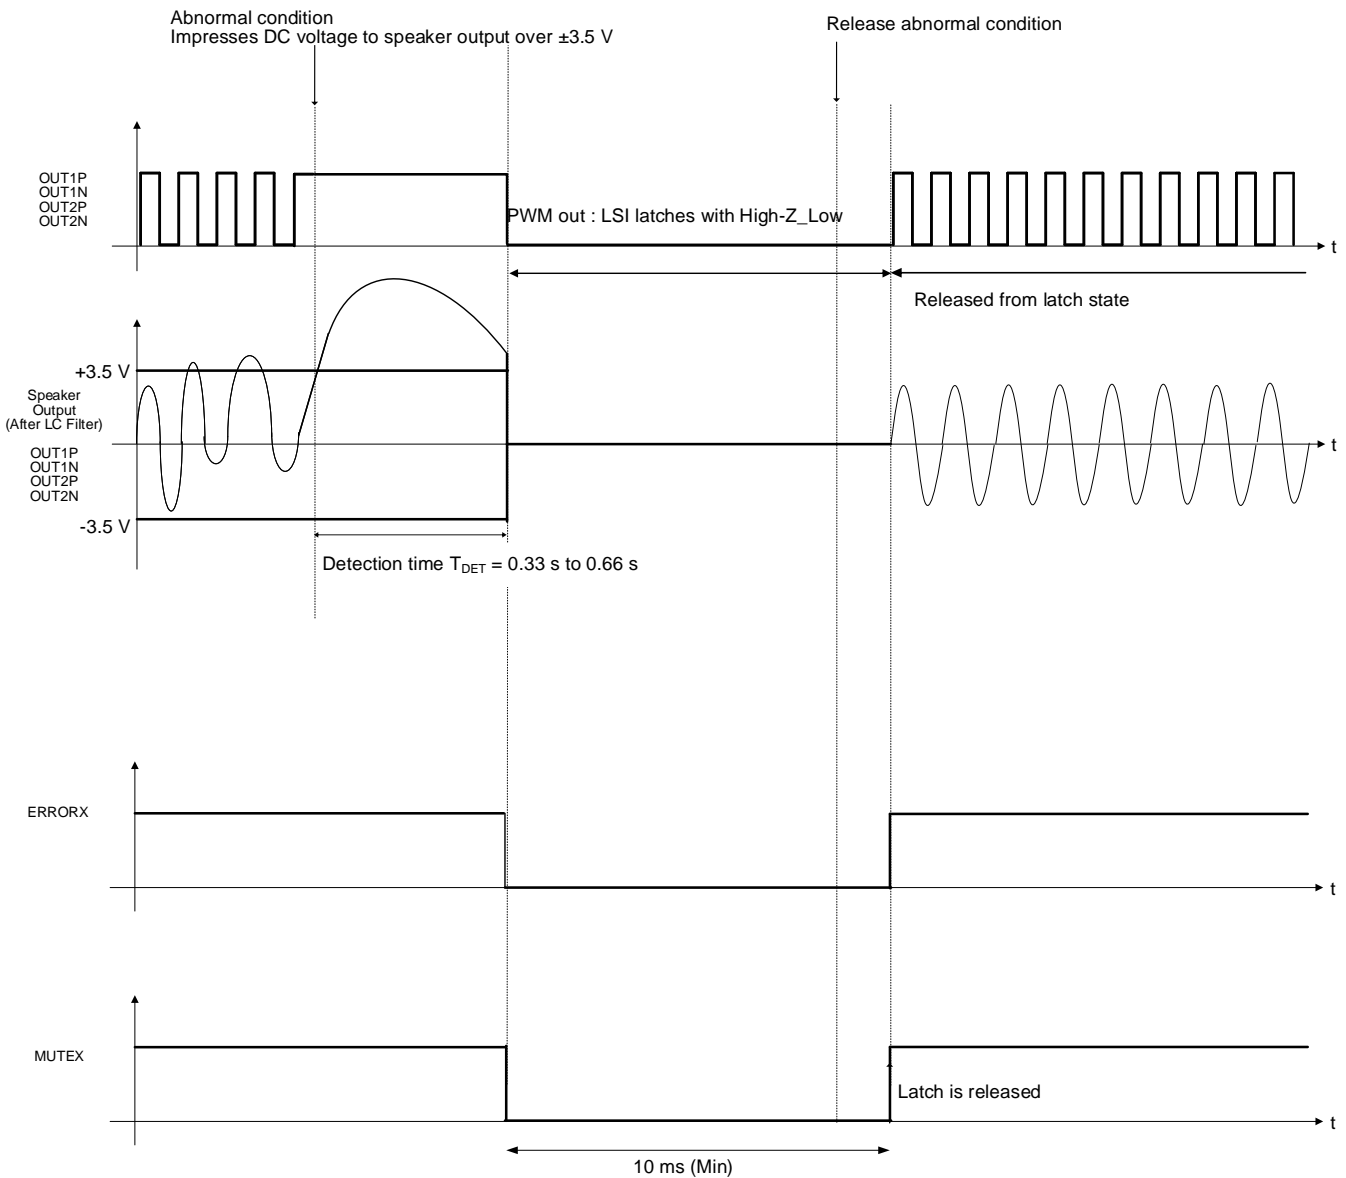 Abnormal condition
Impresses DC voltage to speaker output over ±3.5 V
Release abnormal condition
OUT1P
OUT1N
OUT2P
OUT2N
PWM out : LSI latches with High-Z_Low
t
Released from latch state
+3.5 V
Speaker
Output
(After LC Filter)
OUT1P
OUT1N
OUT2P
OUT2N
t
-3.5 V
Detection time TDET = 0.33 s to 0.66 s
ERRORX
t
MUTEX
Latch is released
t
10 ms (Min)